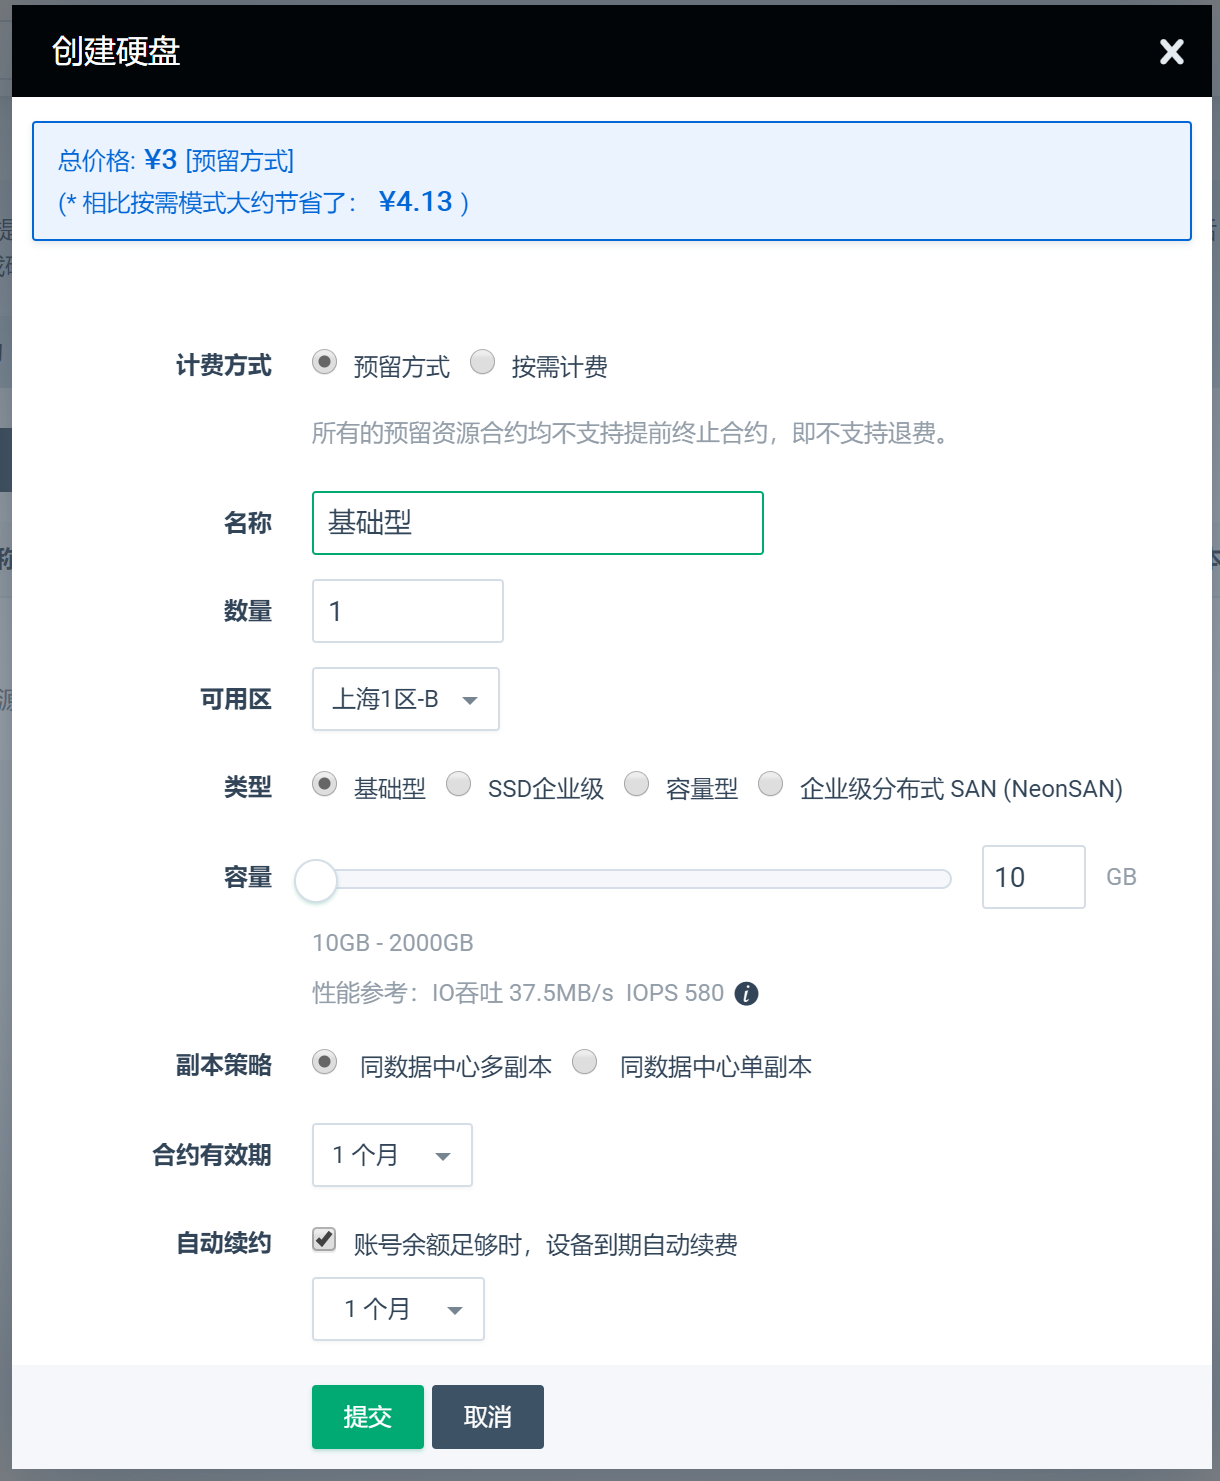 创建硬盘
总价格: ¥3 [预留方式]
(* 相比按需模式大约节省了： ¥4.13 )
计费方式 预留方式 按需计费
所有的预留资源合约均不支持提前终止合约，即不支持退费。
名称 基础型
数量 1
可用区 上海1区-B
类型 基础型 SSD企业级 容量型 企业级分布式 SAN (NeonSAN)
容量 10 GB
10GB - 2000GB
性能参考：IO吞吐 37.5MB/s IOPS 580
副本策略 同数据中心多副本 同数据中心单副本
合约有效期 1 个月
自动续约 账号余额足够时，设备到期自动续费
1 个月
提交 取消